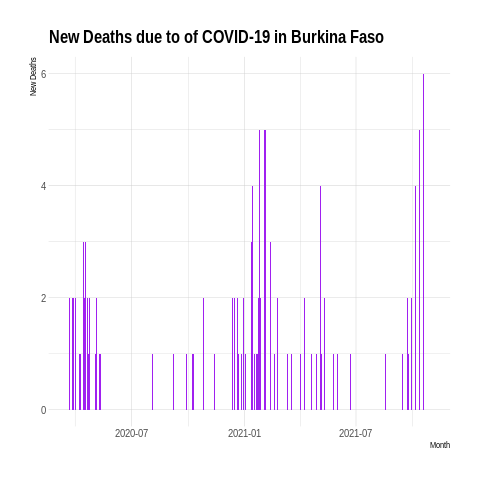 New Deaths due to of COVID-19 in Burkina Faso
New Deaths
6
4
2
0
2020-07
2021-01
2021-07
Month